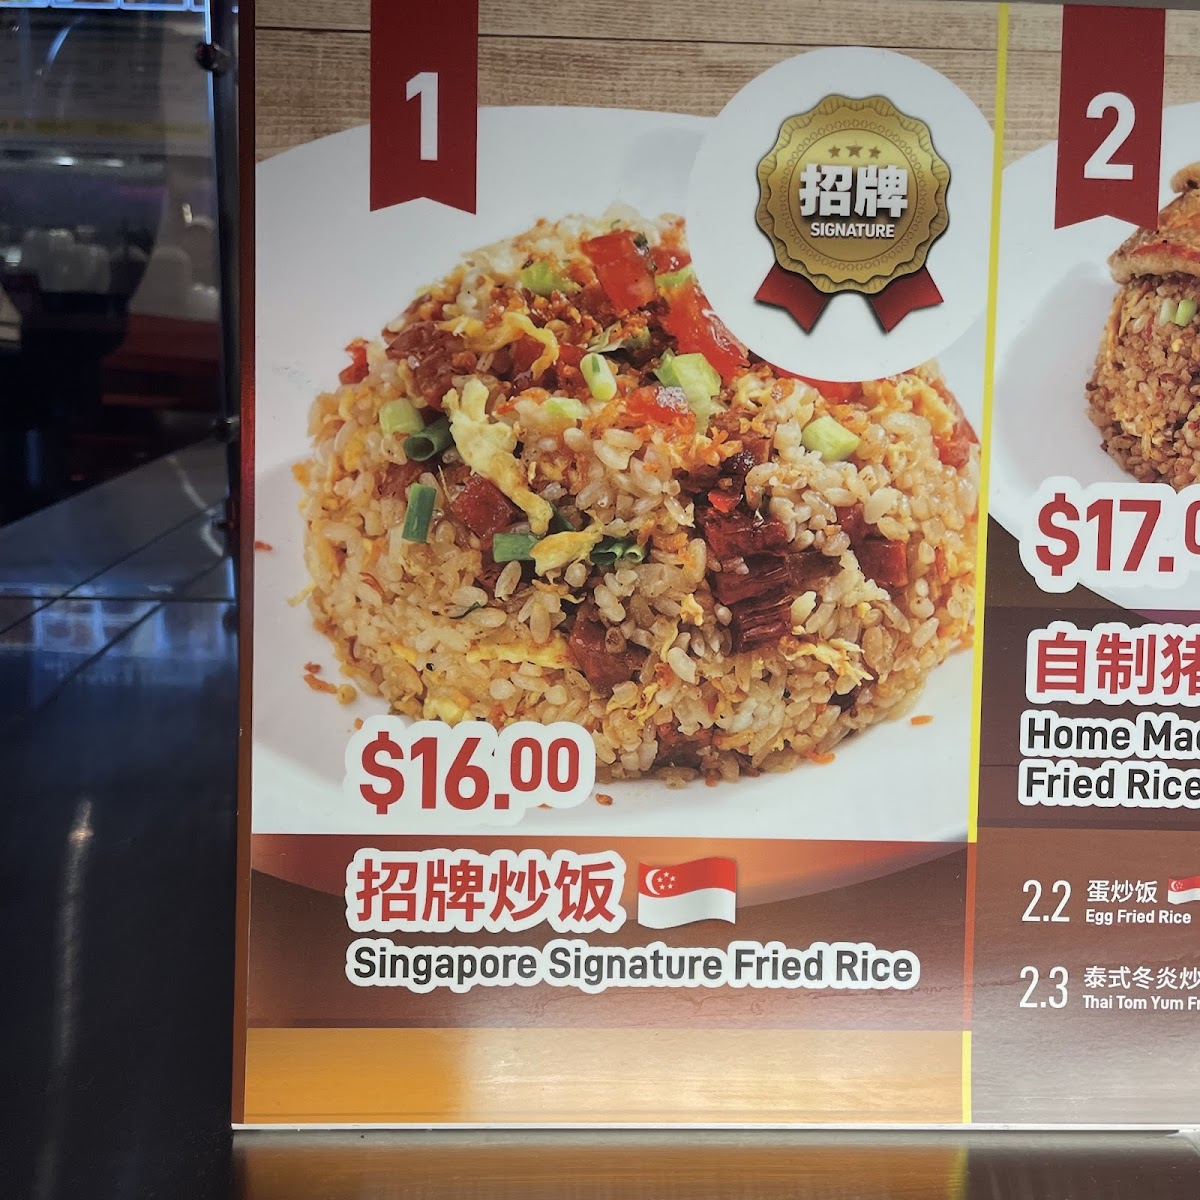 1
招牌
SIGNATURE
$16.00
招牌炒饭
Singapore Signature Fried Rice
2
$17.
自制猪
Home
Fried Rice
2.2 蛋炒饭
Egg Fried Rice
2.3 泰式冬炎炒
Thai Tom Yum